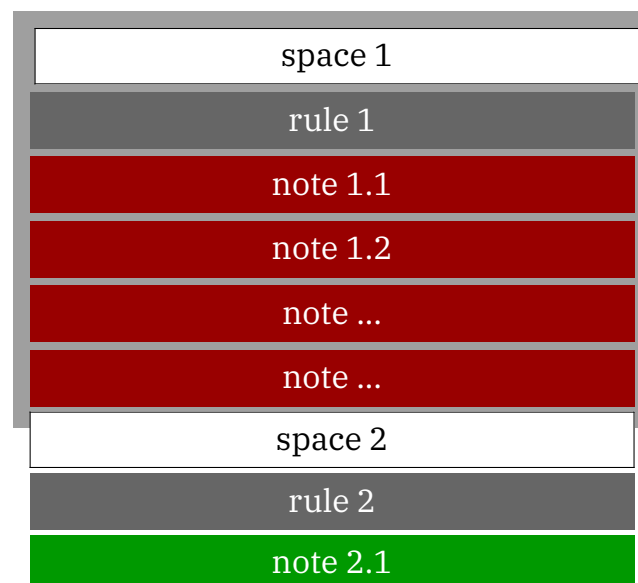 space 1
rule 1
note 1.1
note 1.2
note ...
note ...
space 2
rule 2
note 2.1